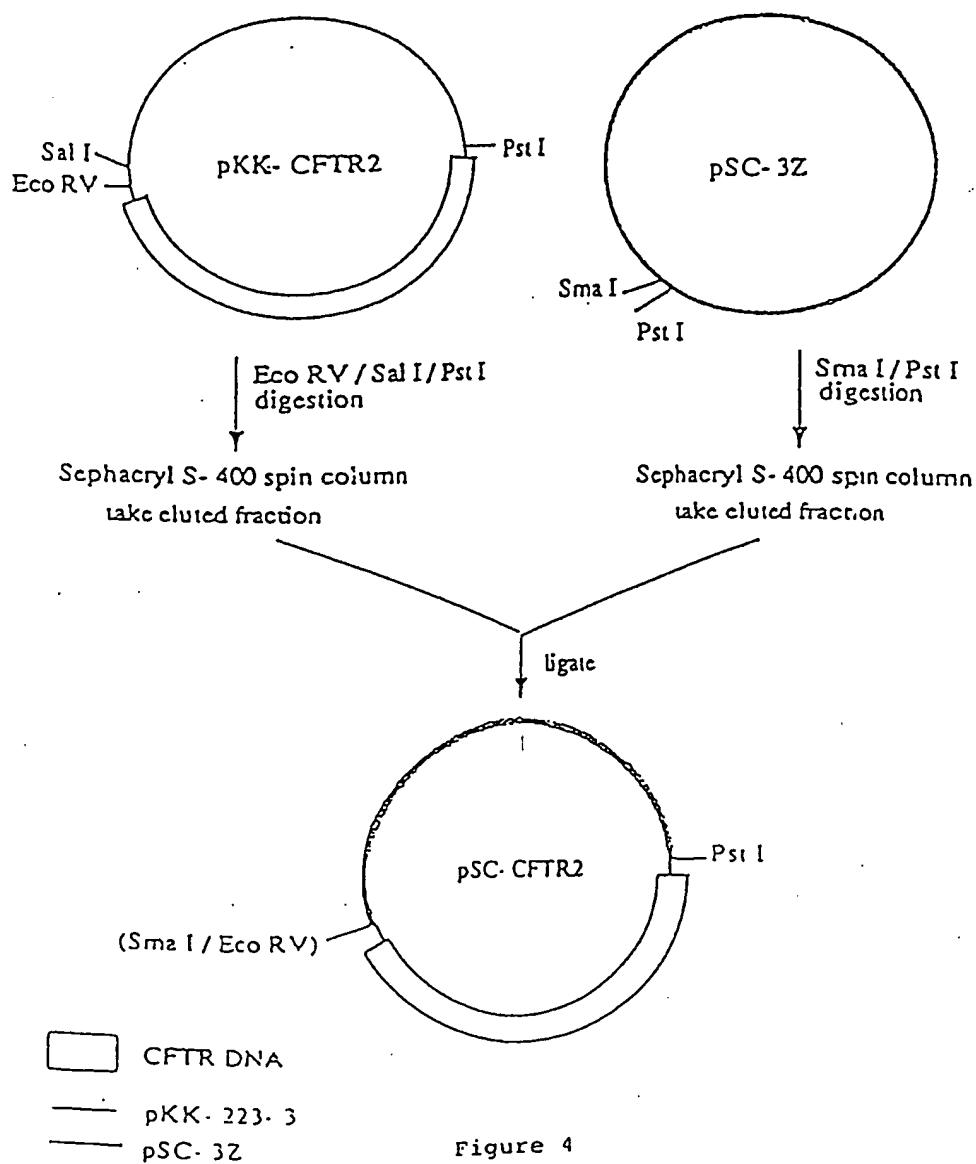 Sal I
Eco RV
pKK- CFTR2
Pst I
pSC- 3Z
Sma I
Pst I
Eco RV / Sal I / Pst I
digestion
Sma I / Pst I
digestion
Sephacryl S- 400 spin column
take eluted fraction
Sephacryl S- 400 spin column
take eluted fraction
ligate
pSC- CFTR2
Pst I
(Sma I / Eco RV)
CFTR DNA
pKK- 223- 3
pSC- 3Z
Figure 4